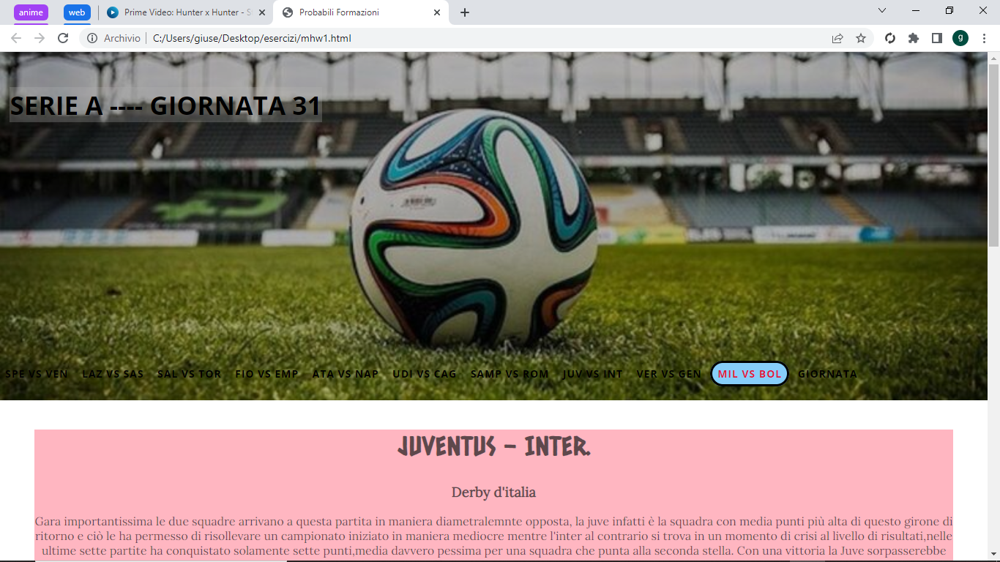 anime
web
Prime Video: Hunter x Hunter - S
Probabili Formazioni
Archivio
C:/Users/giuse/Desktop/esercizi/mhw1.html
g
SERIE A ---- GIORNATA 31
SPE VS VEN LAZ VS SAS SAL VS TOR FIO VS EMP ATA VS NAP UDI VS CAG SAMP VS ROM JUV VS INT VER VS GEN MIL VS BOL GIORNATA
JUVENTUS - INTER.
Derby d'italia
Gara importantissima le due squadre arrivano a questa partita in maniera diametralemnte opposta, la juve infatti è la squadra con media punti più alta di questo girone di
ritorno e ciò le ha permesso di risollevare un campionato iniziato in maniera mediocre mentre l'inter al contrario si trova in un momento di crisi al livello di risultati,nelle
ultime sette partite ha conquistato solamente sette punti,media davvero pessima per una squadra che punta alla seconda stella. Con una vittoria la Juve sorpasserebbe